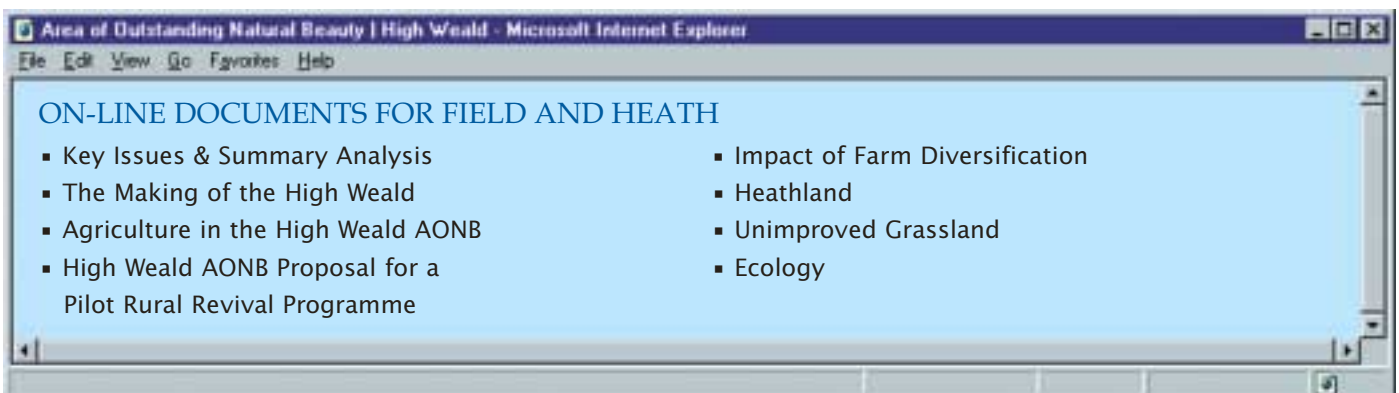 Area of Outstanding Natural Beauty | High Weald - Microsoft Internet Explorer
File Edit View Go Favorites Help
ON-LINE DOCUMENTS FOR FIELD AND HEATH
▪ Key Issues & Summary Analysis
▪ The Making of the High Weald
▪ Agriculture in the High Weald AONB
▪ High Weald AONB Proposal for a
Pilot Rural Revival Programme
▪ Impact of Farm Diversification
▪ Heathland
▪ Unimproved Grassland
▪ Ecology